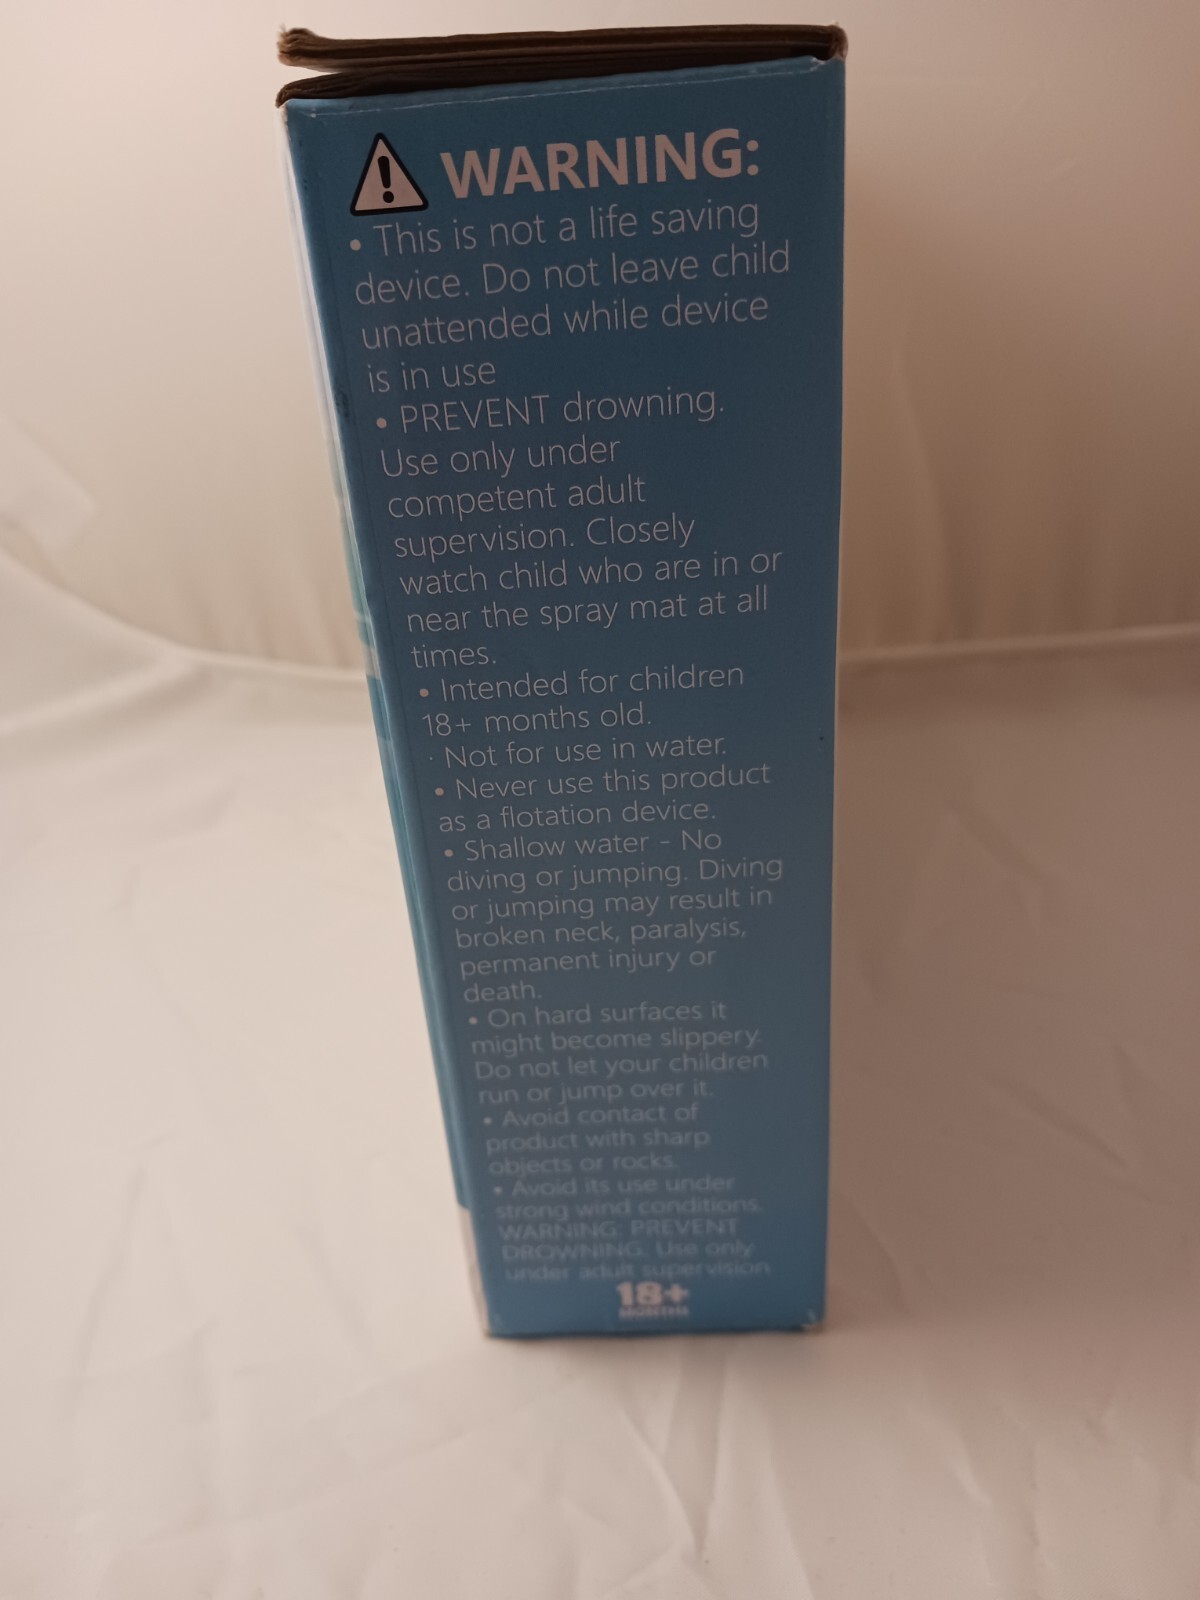 WARNING:
• This is not a life saving
device. Do not leave child
unattended while device
is in use
• PREVENT drowning.
Use only under
competent adult
supervision. Closely
watch child who are in or
near the spray mat at all
times.
• Intended for children
18+ months old.
· Not for use in water.
• Never use this product
as a flotation device.
• Shallow water - No
diving or jumping. Diving
or jumping may result in
broken neck, paralysis,
permanent injury or
death.
• On hard surfaces it
might become slippery.
Do not let your children
run or jump over it.
• Avoid contact of
product with sharp
objects or rocks.
• Avoid its use under
strong wind conditions.
WARNING: PREVENT
DROWNING. Use only
under adult supervision
18+
MONTHS